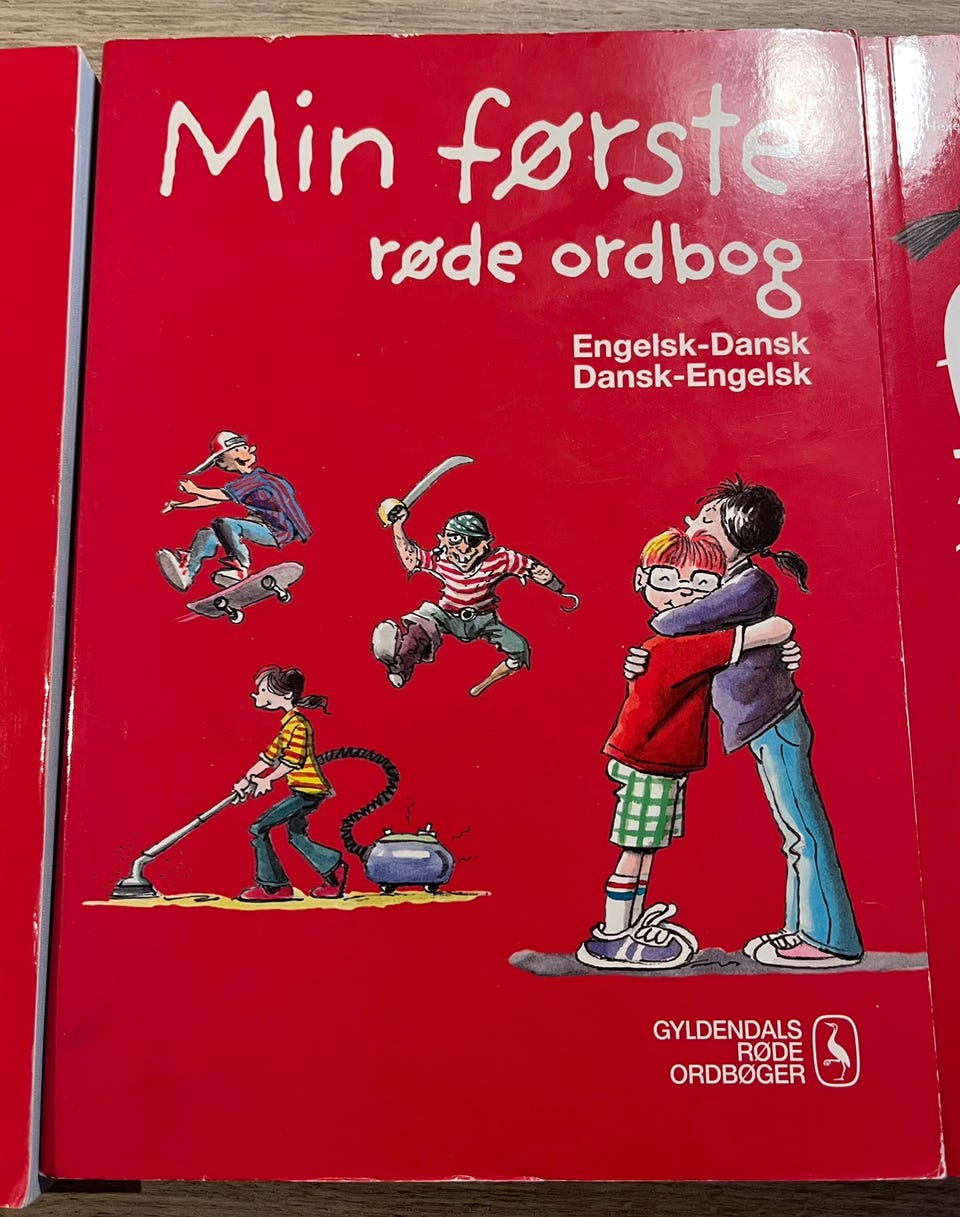 Min første
røde ordbog
Engelsk-Dansk
Dansk-Engelsk
GYLDENDALS
RØDE
ORDBØGER